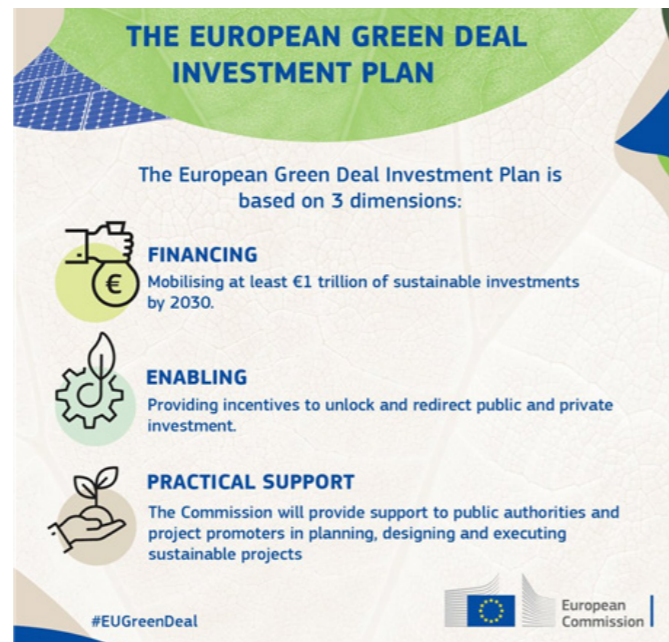 THE EUROPEAN GREEN DEAL
INVESTMENT PLAN
The European Green Deal Investment Plan is
based on 3 dimensions:
FINANCING
Mobilising at least €1 trillion of sustainable investments
by 2030.
€
ENABLING
Providing incentives to unlock and redirect public and private
investment.
PRACTICAL SUPPORT
The Commission will provide support to public authorities and
project promoters in planning, designing and executing
sustainable projects
#EUGreenDeal
European
Commission